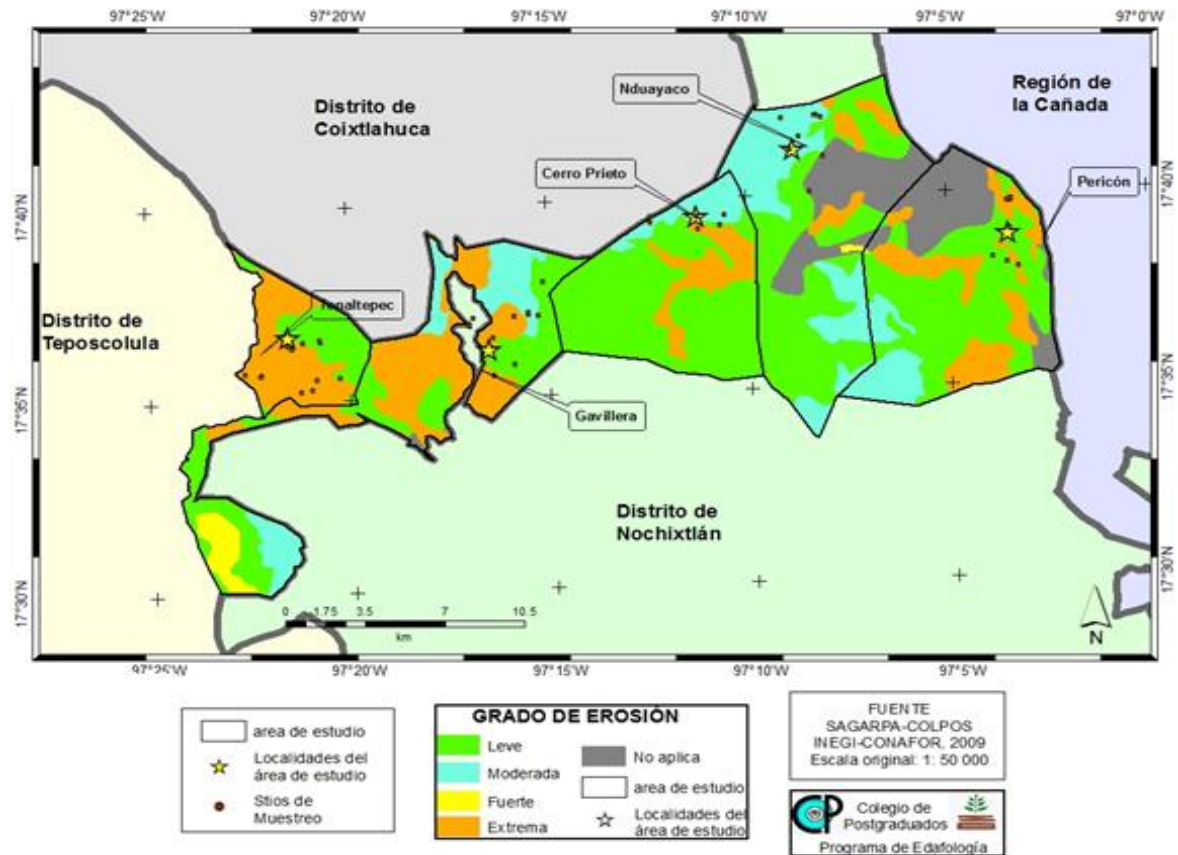 97°25'W 97°20'W 97°15'W 97°10'W 97°5'W 97°0'W
Distrito de
Coixtlahuca
Nduayaco
Región de
la Cañada
Cerro Prieto
Pericón
17°40'N
17°40'N
Distrito de
Teposcolula
Gavillera
17°35'N
17°35'N
Distrito de
Nochixtlán
17°30'N
17°30'N
0 1.75 3.5 7 10.5
km
N
97°25'W 97°20'W 97°15'W 97°10'W 97°5'W
area de estudio
Localidades del
área de estudio
Stios de
Muestreo
GRADO DE EROSIÓN
Leve
Moderada
Fuerte
Extrema
No aplica
area de estudio
Localidades del
área de estudio
FUENTE
SAGARPA-COLPOS
INEGI-CONAFOR, 2009
Escala original: 1: 50 000
CP
Colegio de
Postgraduados
Programa de Edafología